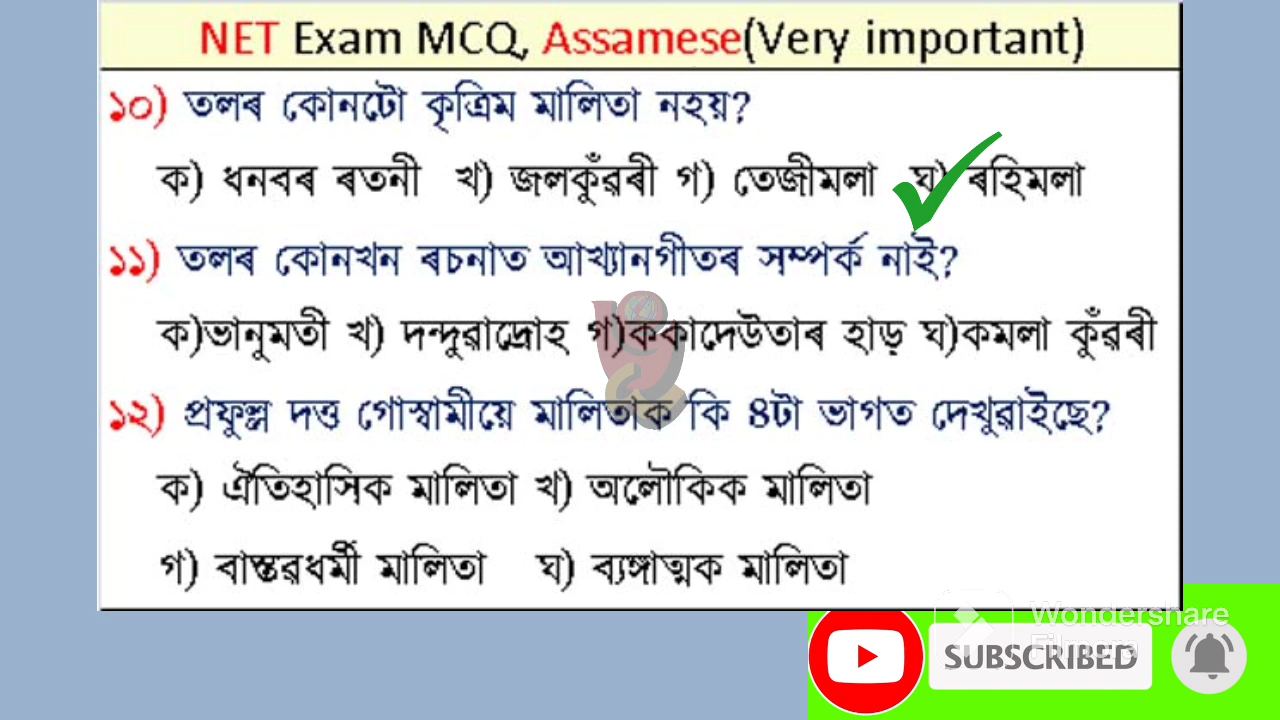 NET Exam MCQ, Assamese(Very important)
১০) তলৰ কোনটো কৃত্ৰিম মালিতা নহয়?
ক) ধনবৰ ৰতনী খ) জলকুঁৱৰী গ) তেজীমলা ঘ) ৰহিমলা
১১) তলৰ কোনখন ৰচনাত আখ্যানগীতৰ সম্পৰ্ক নাই?
ক)ভানুমতী খ) দন্দুৱাদ্ৰোহ গ)ককাদেউতাৰ হাড় ঘ)কমলা কুঁৱৰী
১২) প্ৰফুল্ল দত্ত গোস্বামীয়ে মালিতাক কি 8টা ভাগত দেখুৱাইছে?
ক) ঐতিহাসিক মালিতা খ) অলৌকিক মালিতা
গ) বাস্তৱধৰ্মী মালিতা ঘ) ব্যঙ্গাত্মক মালিতা
Wondershare
Filmora
SUBSCRIBED